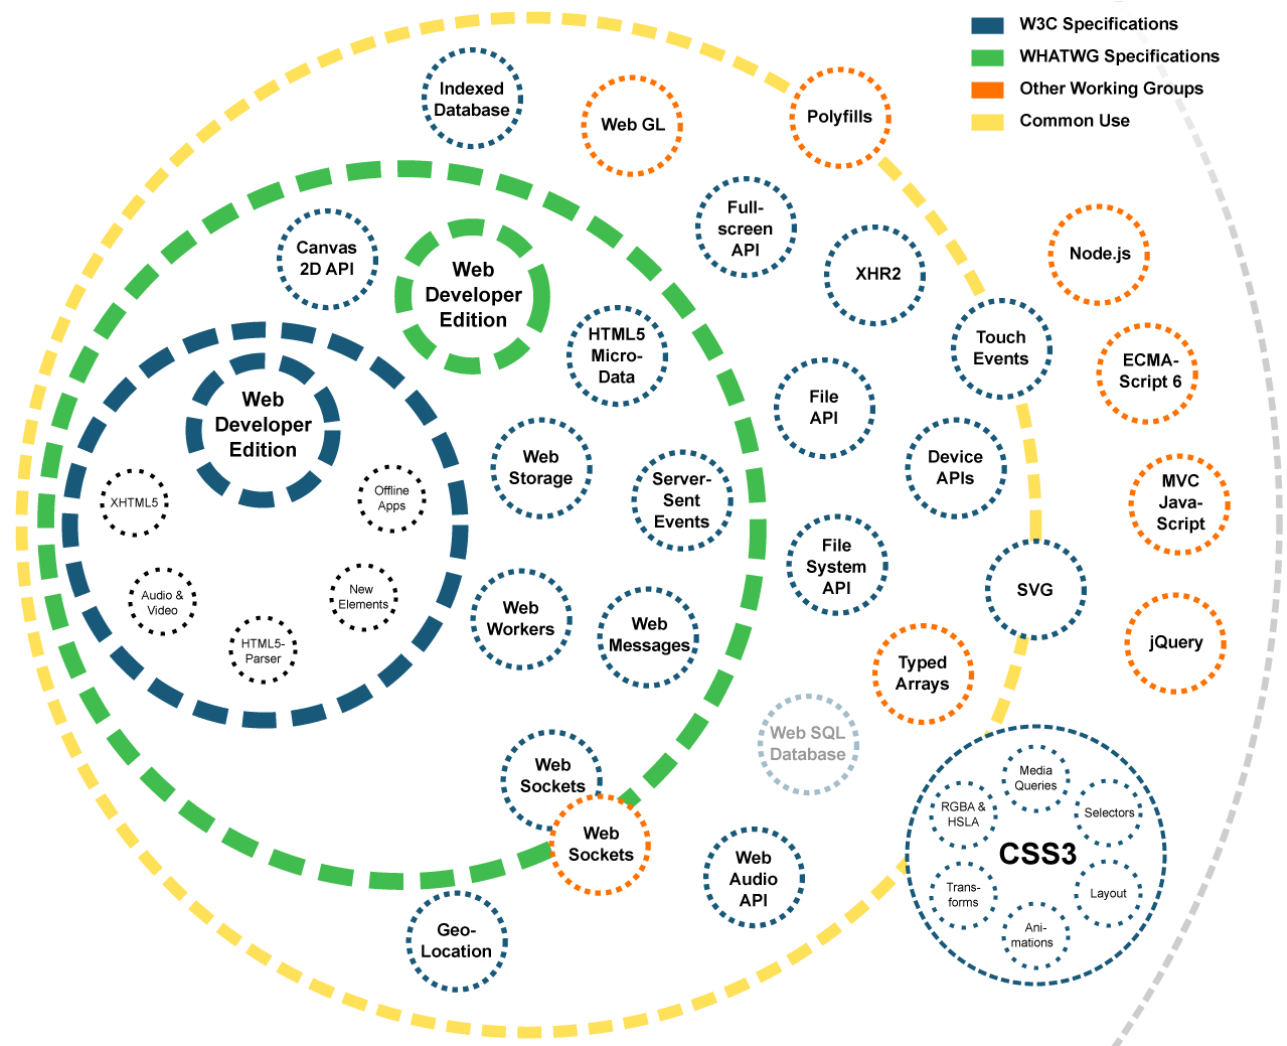 W3C Specifications
WHATWG Specifications
Other Working Groups
Common Use
Indexed
Database
Web GL
Polyfills
Full-
screen
API
XHR2
Node.js
Canvas
2D API
Web
Developer
Edition
HTML5
Micro-
Data
Touch
Events
ECMA-
Script 6
Web
Developer
Edition
File
API
Web
Storage
Server-
Sent
Events
Device
APIs
MVC
Java-
Script
XHTML5
Offline
Apps
File
System
API
SVG
Audio &
Video
New
Elements
HTML5-
Parser
Web
Workers
Web
Messages
jQuery
Typed
Arrays
Web SQL
Database
Web
Sockets
Web
Sockets
Media
Queries
RGBA &
HSLA
Selectors
CSS3
Trans-
forms
Layout
Ani-
mations
Web
Audio
API
Geo-
Location